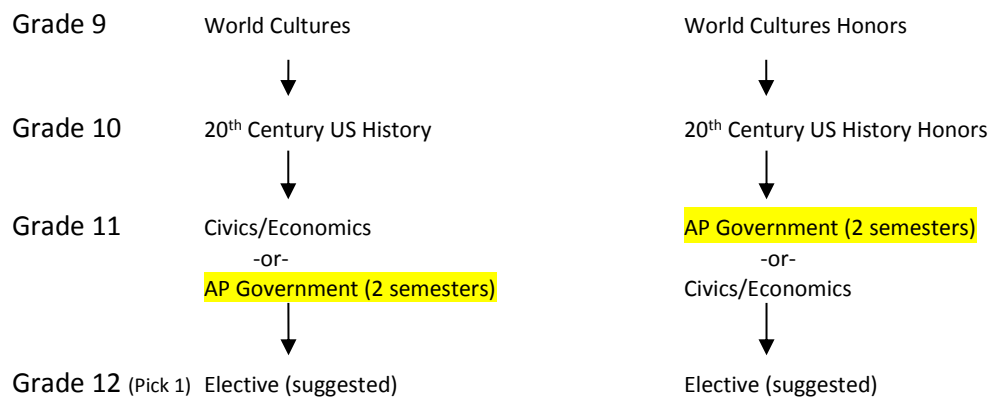 Grade 9 World Cultures World Cultures Honors
Grade 10 20th Century US History 20th Century US History Honors
Grade 11 Civics/Economics AP Government (2 semesters)
-or- -or-
AP Government (2 semesters) Civics/Economics
Grade 12 (Pick 1) Elective (suggested) Elective (suggested)